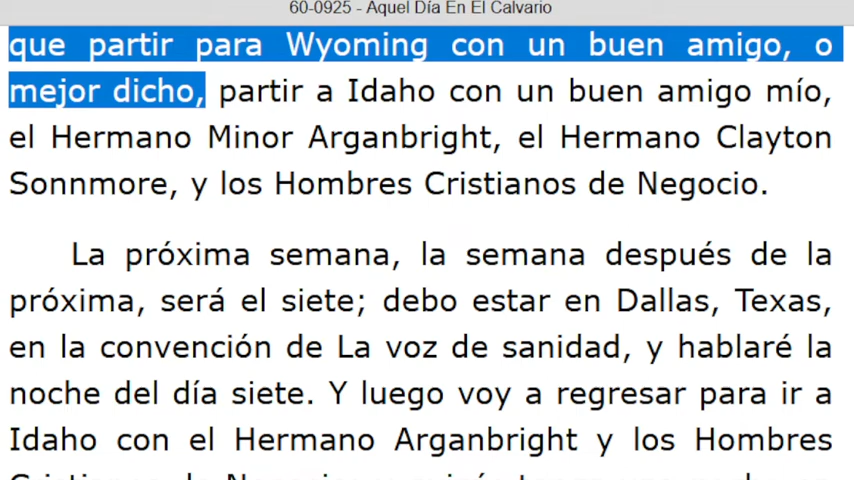 60-0925 - Aquel Día En El Calvario
que partir para Wyoming con un buen amigo, o
mejor dicho, partir a Idaho con un buen amigo mío,
el Hermano Minor Arganbright, el Hermano Clayton
Sonnmore, y los Hombres Cristianos de Negocio.
La próxima semana, la semana después de la
próxima, será el siete; debo estar en Dallas, Texas,
en la convención de La voz de sanidad, y hablaré la
noche del día siete. Y luego voy a regresar para ir a
Idaho con el Hermano Arganbright y los Hombres